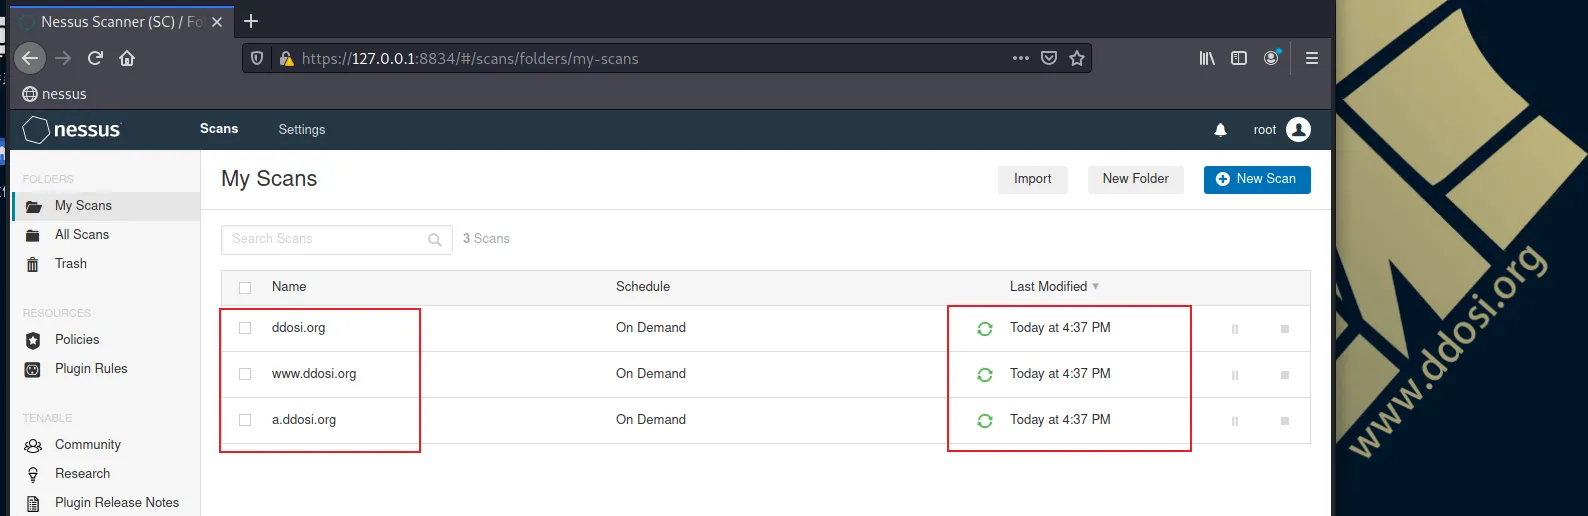 Nessus Scanner (SC) / Fo
https://127.0.0.1:8834/#/scans/folders/my-scans
nessus
nessus
Scans
Settings
root
FOLDERS
My Scans
All Scans
Trash
RESOURCES
Policies
Plugin Rules
TENABLE
Community
Research
Plugin Release Notes
My Scans
Import
New Folder
New Scan
Search Scans
3 Scans
Name Schedule Last Modified
ddosi.org On Demand Today at 4:37 PM
www.ddosi.org On Demand Today at 4:37 PM
a.ddosi.org On Demand Today at 4:37 PM
www.ddosi.org